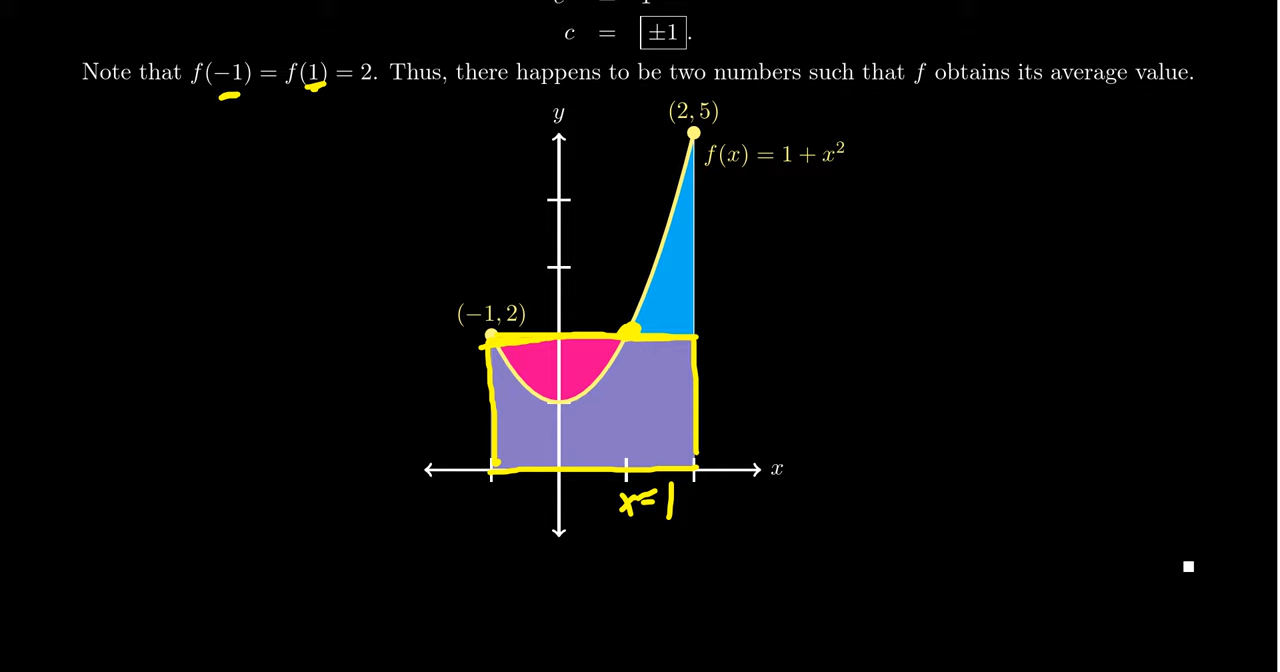 c = ±1.
Note that f(−1) = f(1) = 2. Thus, there happens to be two numbers such that f obtains its average value.
y
(2, 5)
f(x) = 1 + x²
(−1, 2)
x
x=1